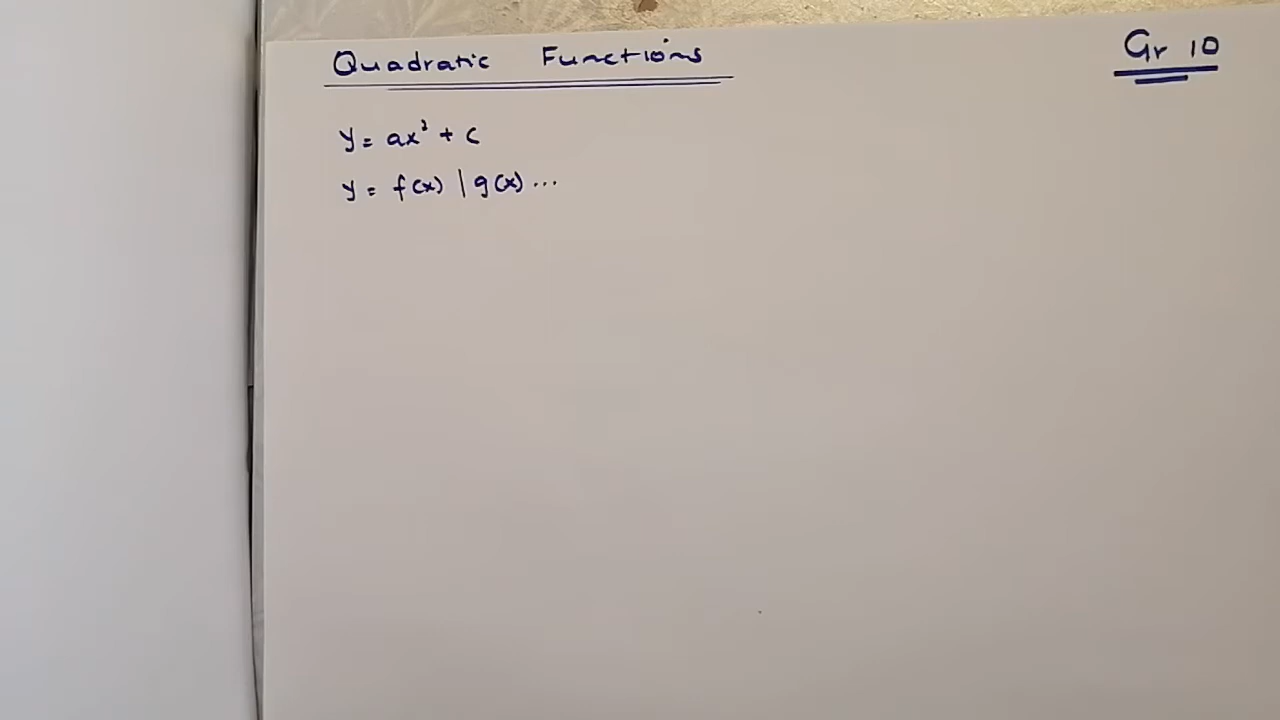 Quadratic Functions
Gr 10
y = ax² + c
y = f(x) | g(x) ...